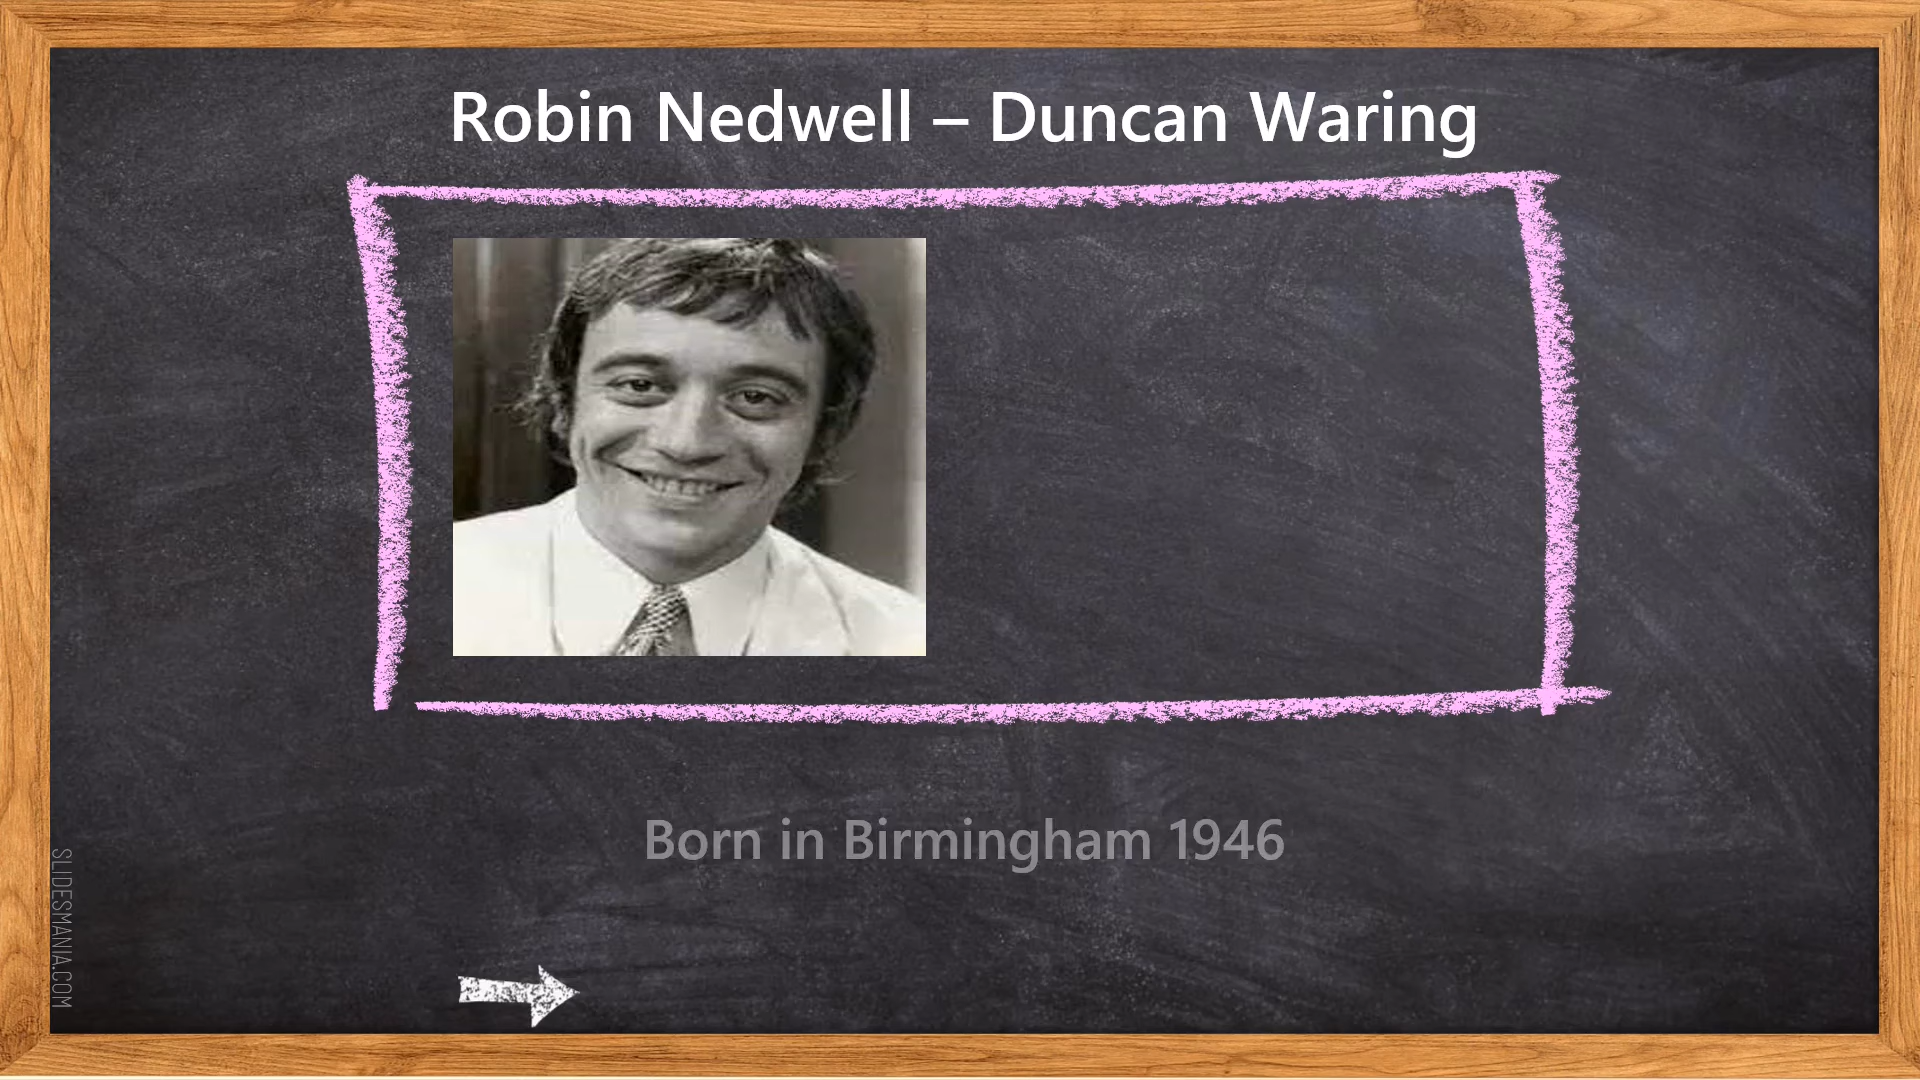 Robin Nedwell – Duncan Waring
Born in Birmingham 1946
SLIDESMANIA.COM